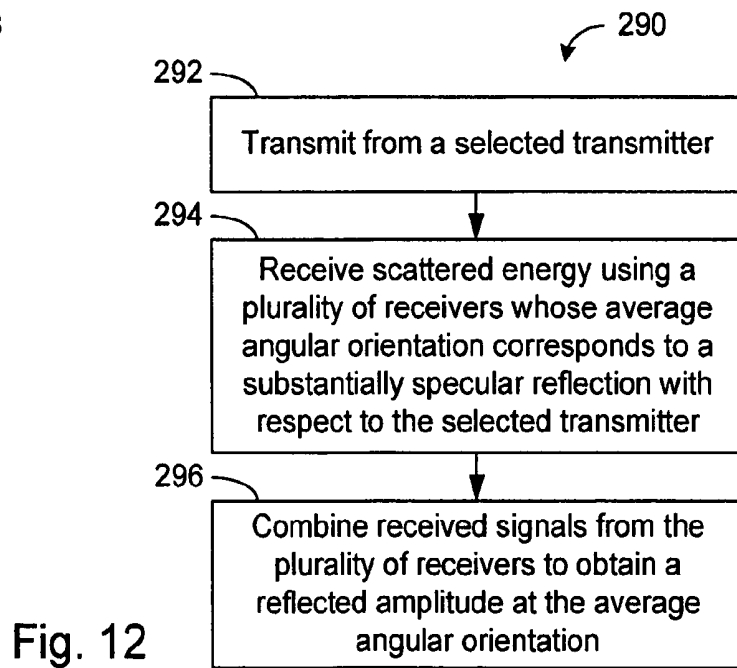 290
292
Transmit from a selected transmitter
294
Receive scattered energy using a
plurality of receivers whose average
angular orientation corresponds to a
substantially specular reflection with
respect to the selected transmitter
296
Combine received signals from the
plurality of receivers to obtain a
reflected amplitude at the average
angular orientation
Fig. 12